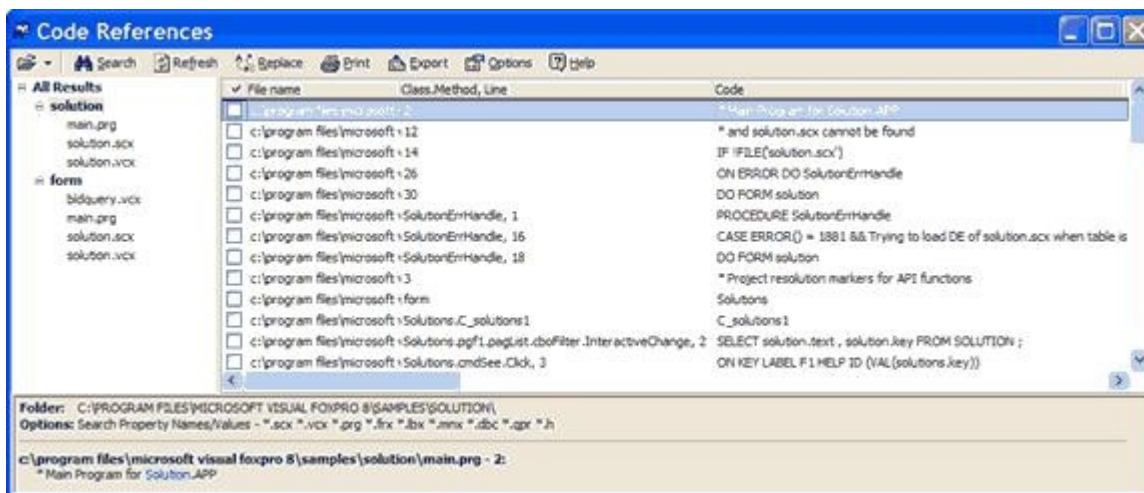 Code References
Search Refresh Replace Print Export Options Help
All Results
solution
main.prg
solution.scx
solution.vcx
form
bidquery.vcx
main.prg
solution.scx
solution.vcx
File name Class.Method, Line Code
...program files\microsoft 2 * Main Program for Solution.APP
c:\program files\microsoft 12 * and solution.scx cannot be found
c:\program files\microsoft 14 IF !FILE('solution.scx')
c:\program files\microsoft 26 ON ERROR DO SolutionErrHandle
c:\program files\microsoft 30 DO FORM solution
c:\program files\microsoft SolutionErrHandle, 1 PROCEDURE SolutionErrHandle
c:\program files\microsoft SolutionErrHandle, 16 CASE ERROR() = 1881 && Trying to load DE of solution.scx when table is
c:\program files\microsoft SolutionErrHandle, 18 DO FORM solution
c:\program files\microsoft 3 * Project resolution markers for API functions
c:\program files\microsoft form Solutions
c:\program files\microsoft Solutions.C_solutions1 C_solutions1
c:\program files\microsoft Solutions.pgf1.pagList.cboFilter.InteractiveChange, 2 SELECT solution.text , solution.key FROM SOLUTION ;
c:\program files\microsoft Solutions.cmdSee.Click, 3 ON KEY LABEL F1 HELP ID (VAL(solutions.key))
Folder: C:\PROGRAM FILES\MICROSOFT VISUAL FOXPRO 8\SAMPLES\SOLUTION\
Options: Search Property Names/Values - *.scx *.vcx *.prg *.frx *.lbx *.mnx *.dbc *.qpr *.h
c:\program files\microsoft visual foxpro 8\samples\solution\main.prg - 2:
* Main Program for Solution.APP